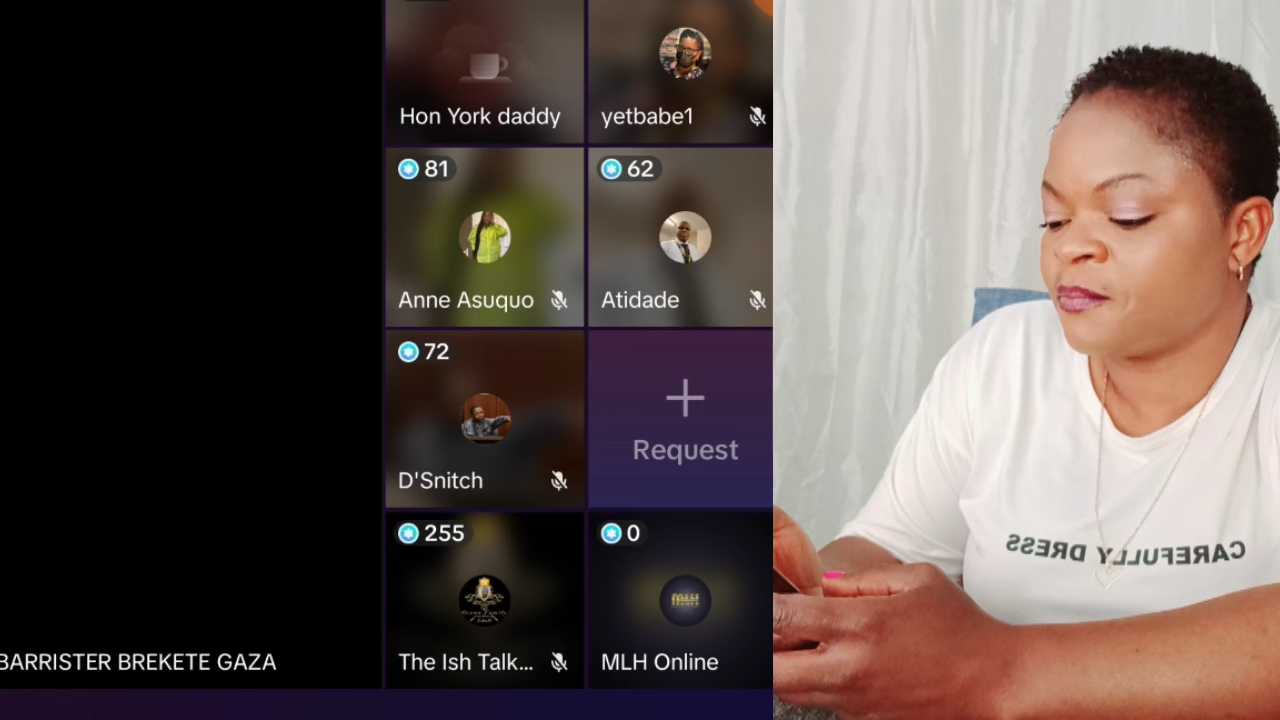 Hon York daddy
yetbabe1
81
62
Anne Asuquo
Atidade
72
D'Snitch
Request
255
0
The Ish Talk...
MLH Online
BARRISTER BREKETE GAZA
CAREFULLY DRESS